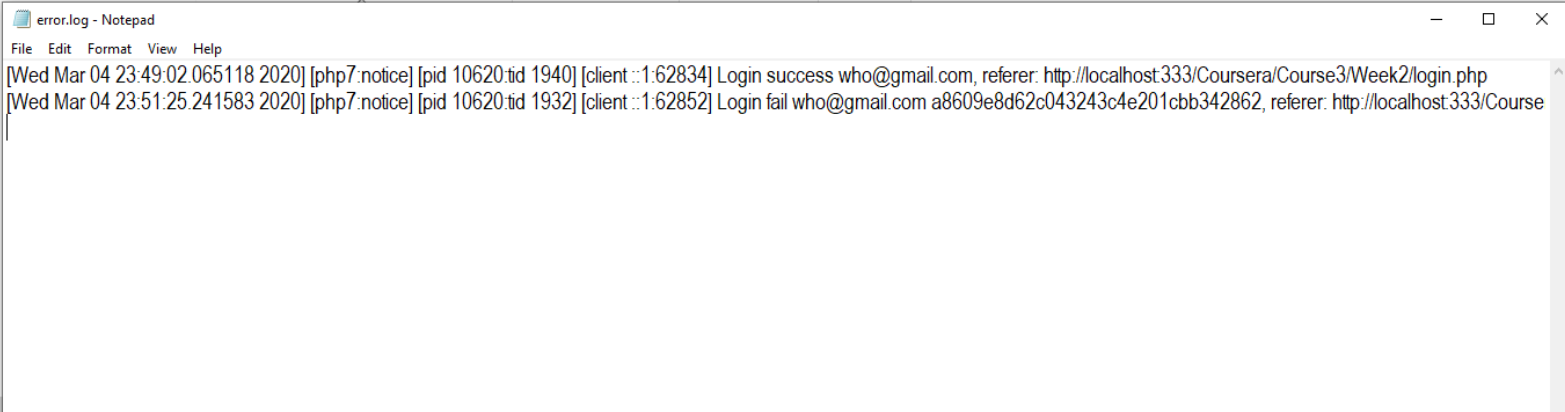 error.log - Notepad
File Edit Format View Help
[Wed Mar 04 23:49:02.065118 2020] [php7:notice] [pid 10620:tid 1940] [client ::1:62834] Login success who@gmail.com, referer: http://localhost:333/Coursera/Course3/Week2/login.php
[Wed Mar 04 23:51:25.241583 2020] [php7:notice] [pid 10620:tid 1932] [client ::1:62852] Login fail who@gmail.com a8609e8d62c043243c4e201cbb342862, referer: http://localhost:333/Course